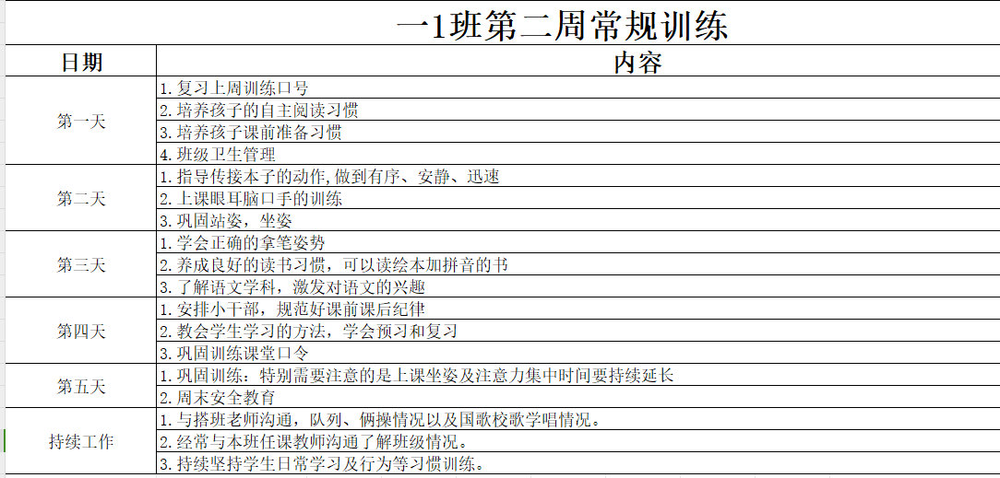 一1班第二周常规训练
日期 内容
第一天
1.复习上周训练口号
2.培养孩子的自主阅读习惯
3.培养孩子课前准备习惯
4.班级卫生管理
第二天
1.指导传接本子的动作,做到有序、安静、迅速
2.上课眼耳脑口手的训练
3.巩固站姿，坐姿
第三天
1.学会正确的拿笔姿势
2.养成良好的读书习惯，可以读绘本加拼音的书
3.了解语文学科，激发对语文的兴趣
第四天
1.安排小干部，规范好课前课后纪律
2.教会学生学习的方法，学会预习和复习
3.巩固训练课堂口令
第五天
1.巩固训练：特别需要注意的是上课坐姿及注意力集中时间要持续延长
2.周末安全教育
持续工作
1.与搭班老师沟通，队列、俩操情况以及国歌校歌学唱情况。
2.经常与本班任课教师沟通了解班级情况。
3.持续坚持学生日常学习及行为等习惯训练。